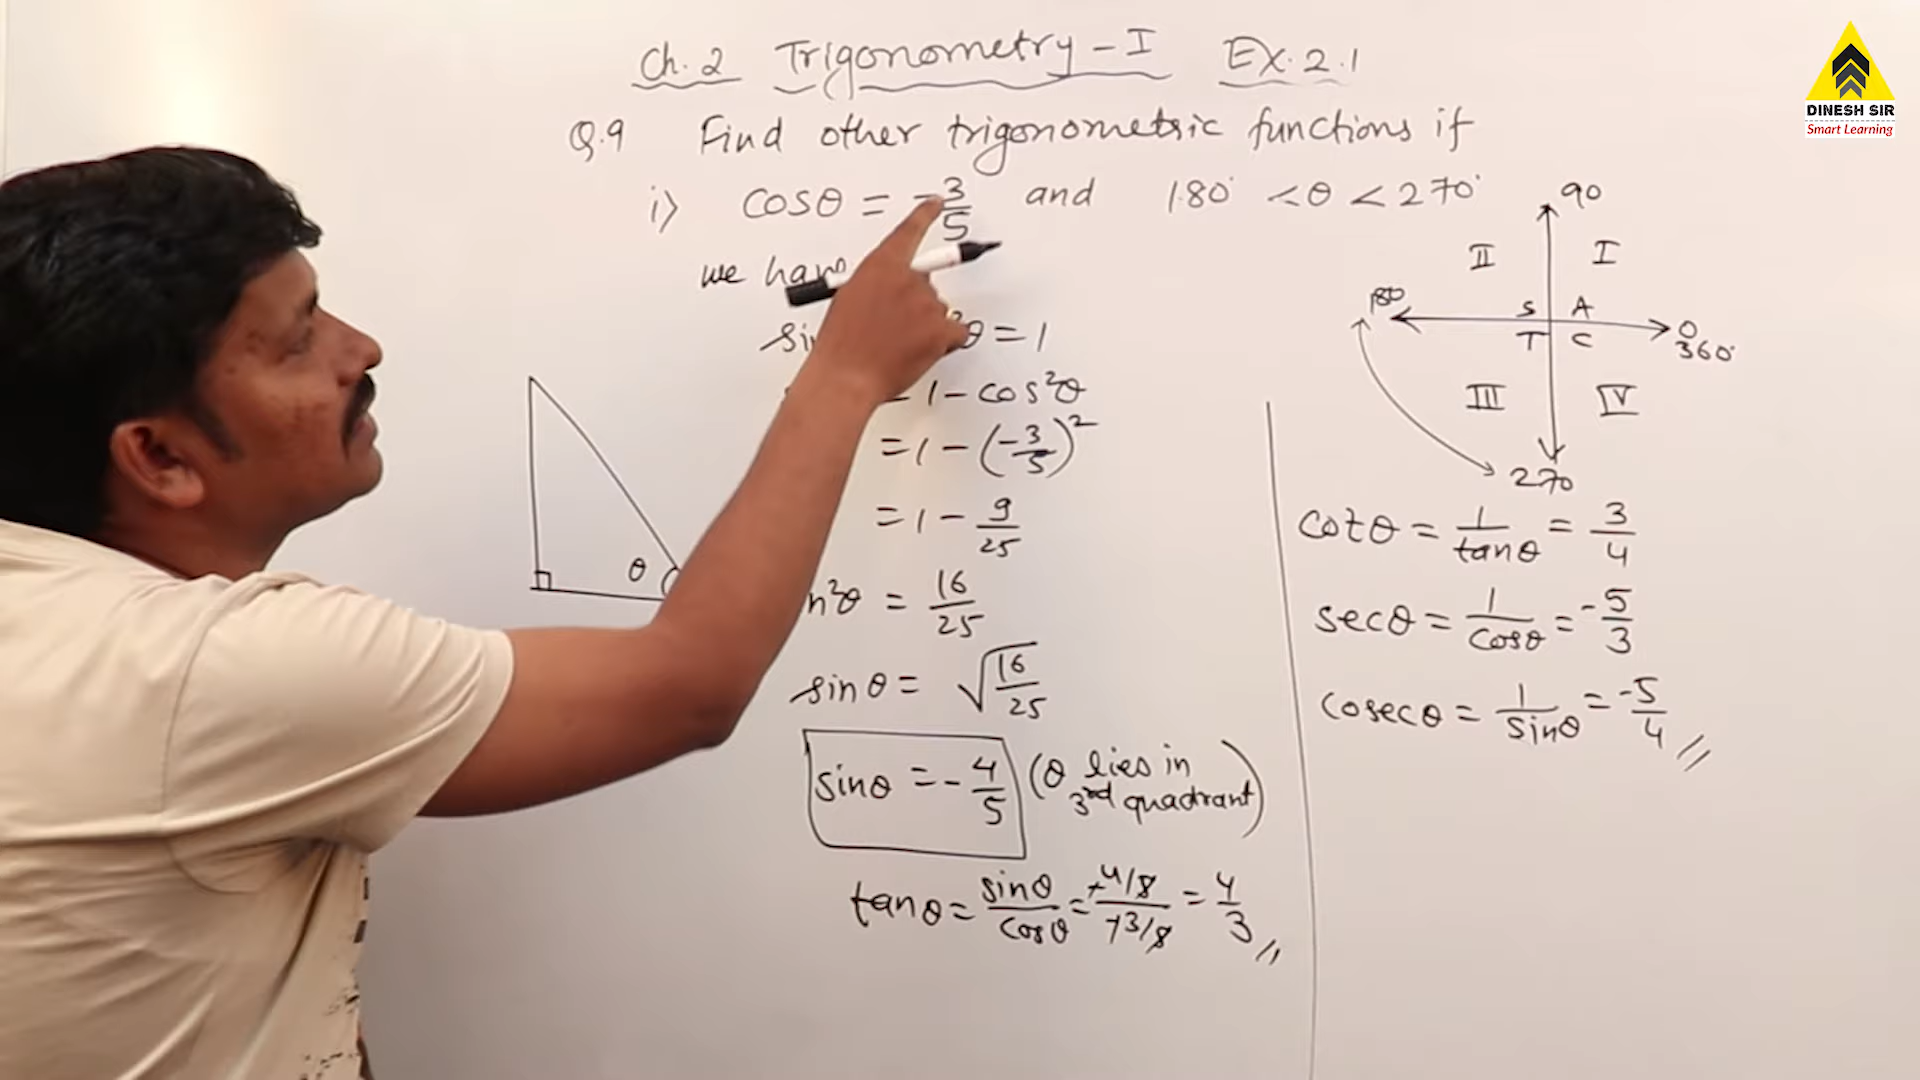 Ch. 2 Trigonometry - I Ex. 2.1
Q.9 Find other trigonometric functions if
i) cosθ = -3/5 and 180° < θ < 270°
we have
sin θ = 1
= 1 - cos²θ
= 1 - (-3/5)²
= 1 - 9/25
n²θ = 16/25
sinθ = √16/25
sinθ = -4/5 (θ lies in 3rd quadrant)
tanθ = sinθ/cosθ = -4/5/-3/5 = 4/3 //
θ
90
II I
180 S A 0
T C 360°
III IV
270
cotθ = 1/tanθ = 3/4
secθ = 1/cosθ = -5/3
cosecθ = 1/sinθ = -5/4 //
DINESH SIR
Smart Learning